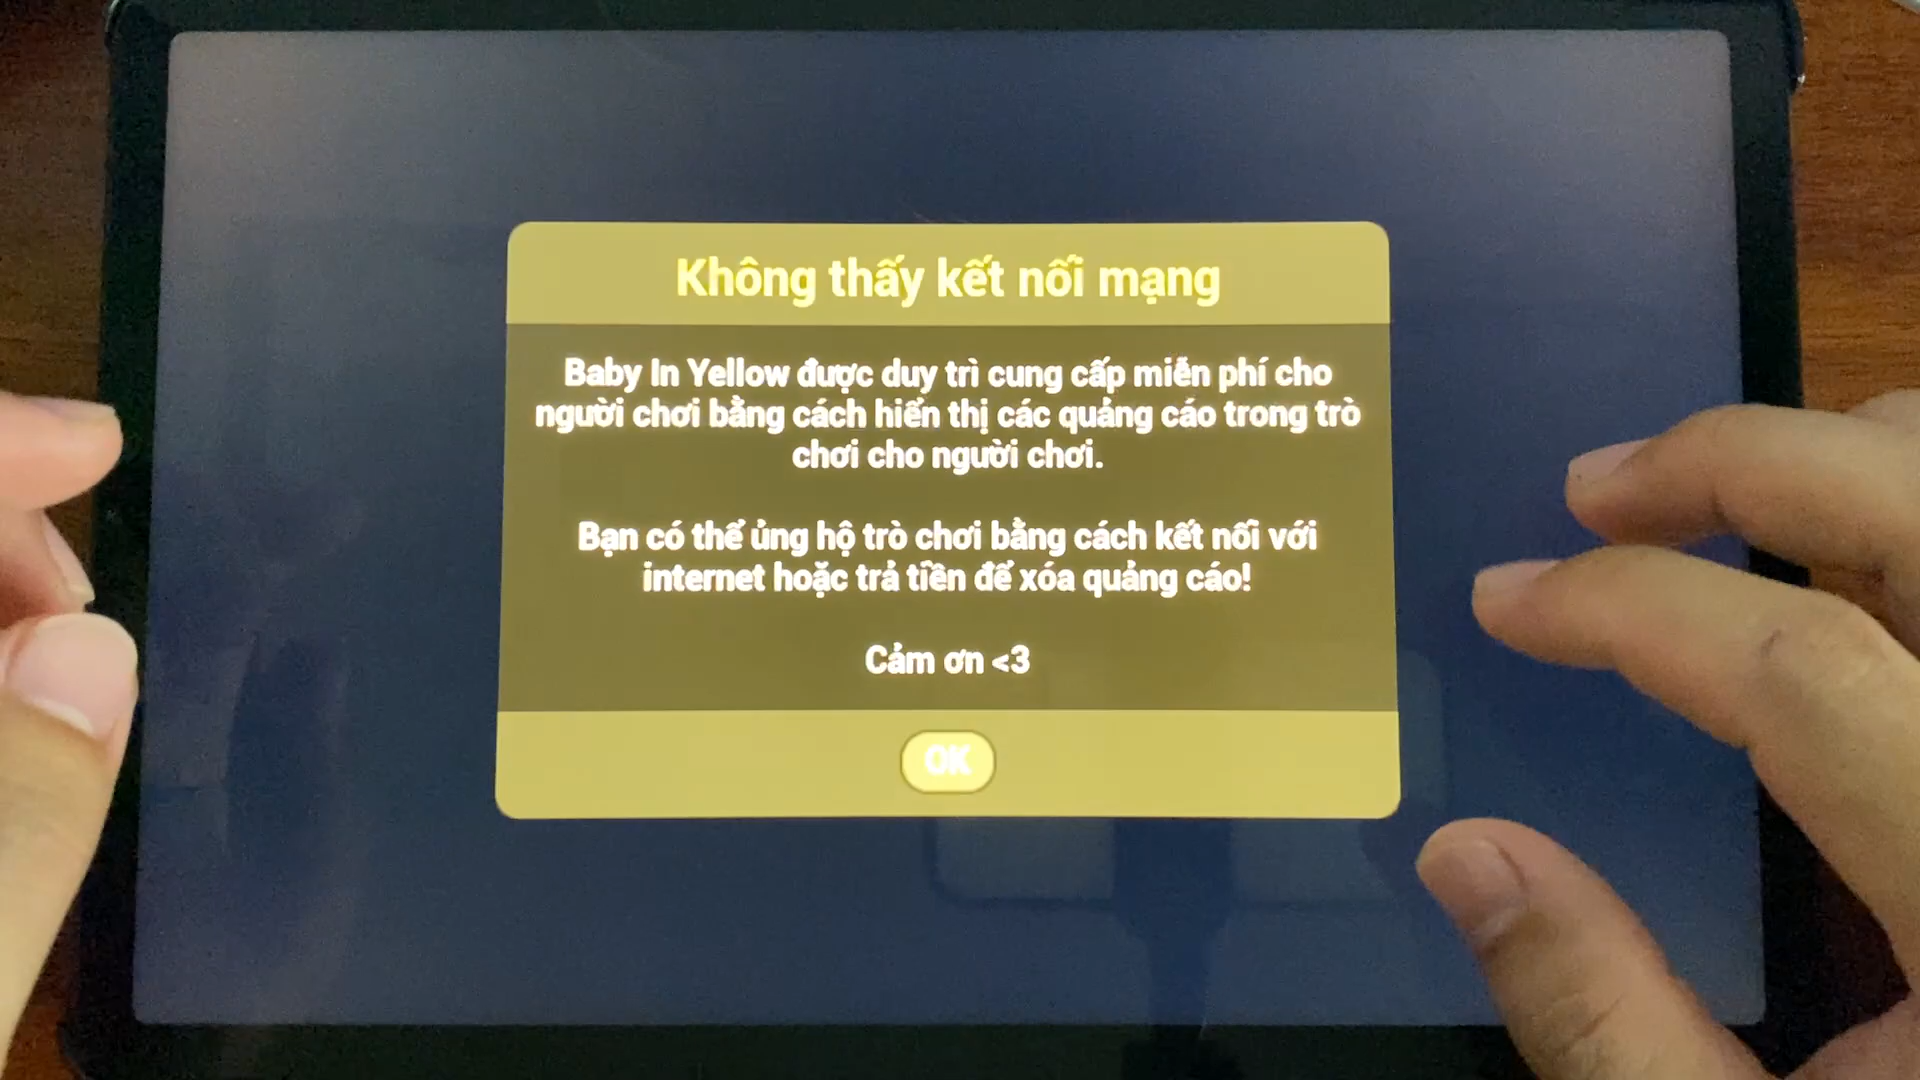 Không thấy kết nối mạng
Baby In Yellow được duy trì cung cấp miễn phí cho
người chơi bằng cách hiển thị các quảng cáo trong trò
chơi cho người chơi.
Bạn có thể ủng hộ trò chơi bằng cách kết nối với
internet hoặc trả tiền để xóa quảng cáo!
Cảm ơn <3
OK